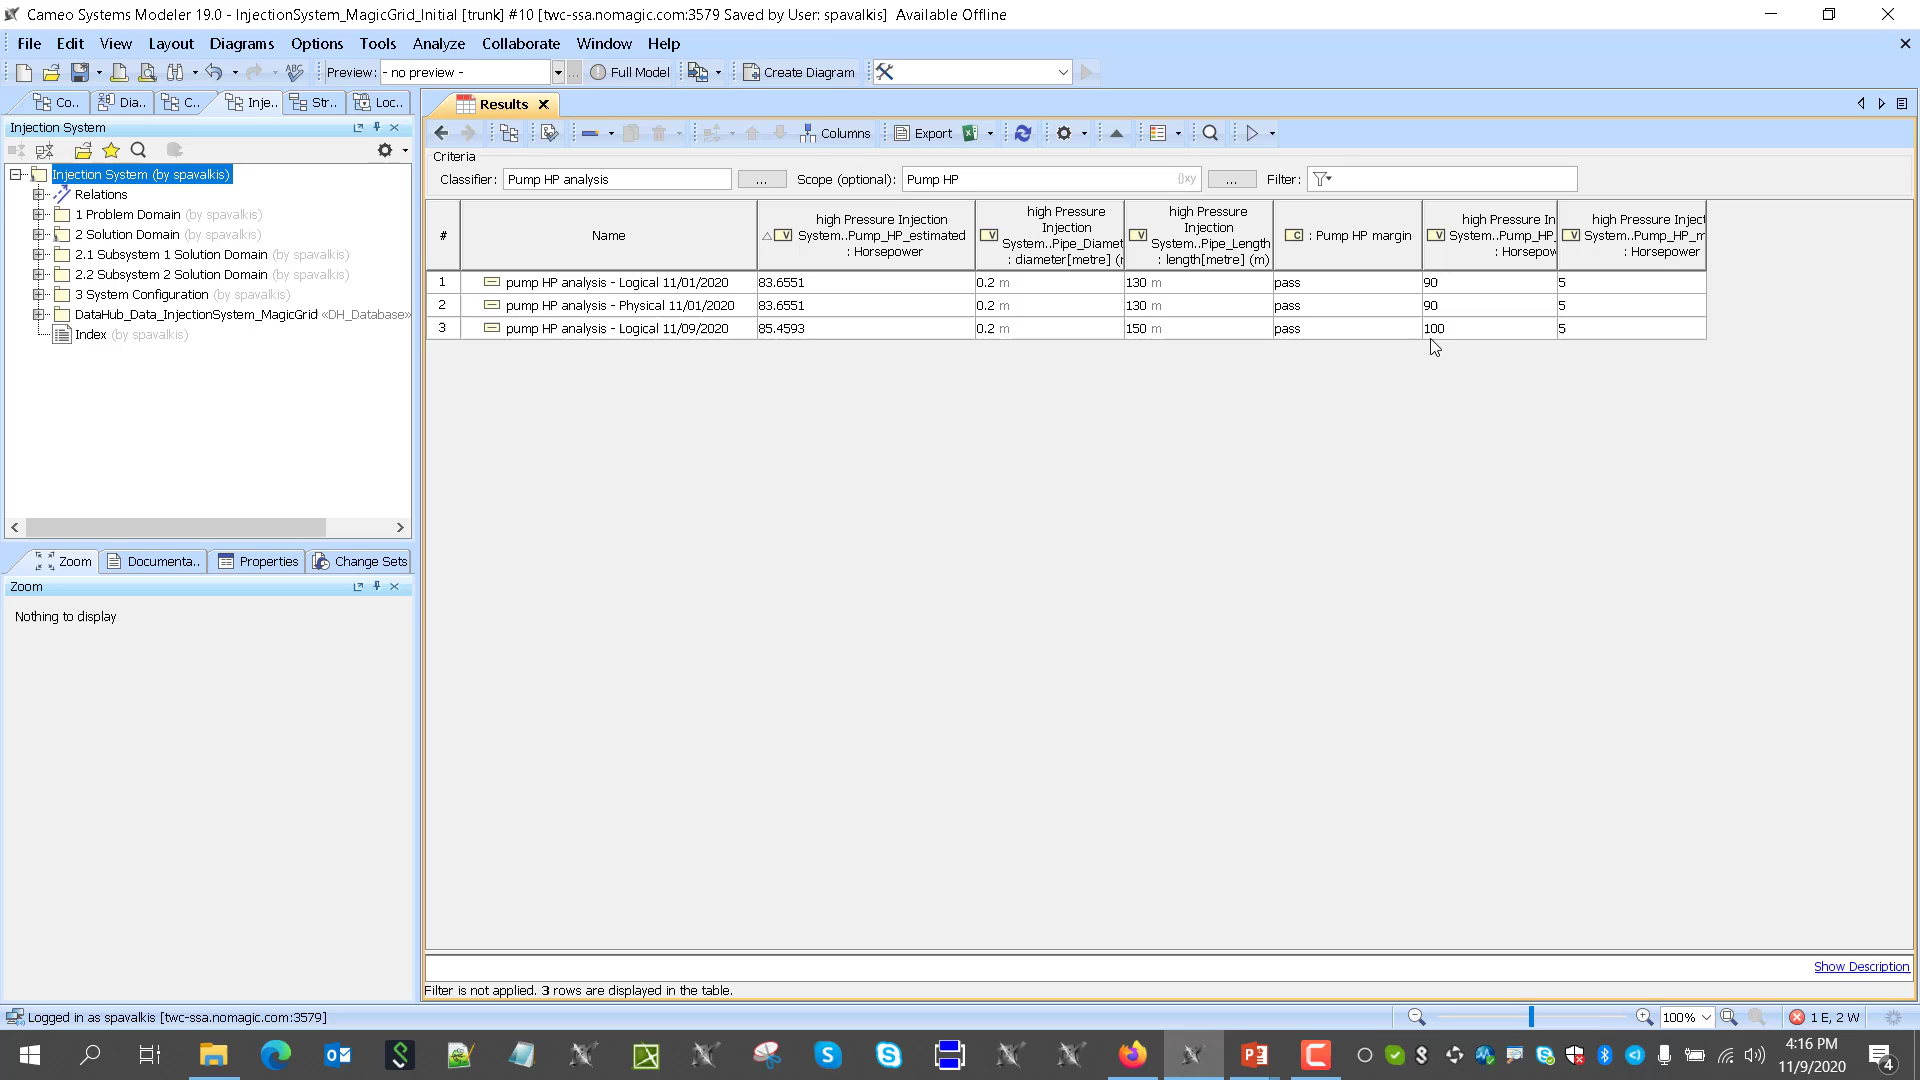 Cameo Systems Modeler 19.0 - InjectionSystem_MagicGrid_Initial [trunk] #10 [twc-ssa.nomagic.com:3579 Saved by User: spavalkis]  Available Offline
File Edit View Layout Diagrams Options Tools Analyze Collaborate Window Help
Preview: - no preview - ... Full Model Create Diagram
Co.. Dia.. C.. Inje.. Str.. Loc..
Results
Injection System
Columns Export
Criteria
Classifier: Pump HP analysis ... Scope (optional): Pump HP ... Filter:
Injection System (by spavalkis)
Relations
1 Problem Domain (by spavalkis)
2 Solution Domain (by spavalkis)
2.1 Subsystem 1 Solution Domain (by spavalkis)
2.2 Subsystem 2 Solution Domain (by spavalkis)
3 System Configuration (by spavalkis)
DataHub_Data_InjectionSystem_MagicGrid «DH_Database»
Index (by spavalkis)
#
Name
high Pressure Injection
System..Pump_HP_estimated
: Horsepower
high Pressure
Injection
System..Pipe_Diamet
: diameter[metre] (
high Pressure
Injection
System..Pipe_Length
: length[metre] (m)
: Pump HP margin
high Pressure In
System..Pump_HP_
: Horsepow
high Pressure Inject
System..Pump_HP_m
: Horsepower
1 pump HP analysis - Logical 11/01/2020 83.6551 0.2 m 130 m pass 90 5
2 pump HP analysis - Physical 11/01/2020 83.6551 0.2 m 130 m pass 90 5
3 pump HP analysis - Logical 11/09/2020 85.4593 0.2 m 150 m pass 100 5
Zoom Documenta.. Properties Change Sets
Zoom
Nothing to display
Show Description
Filter is not applied. 3 rows are displayed in the table.
Logged in as spavalkis [twc-ssa.nomagic.com:3579]
100% 1 E, 2 W
4:16 PM
11/9/2020
4